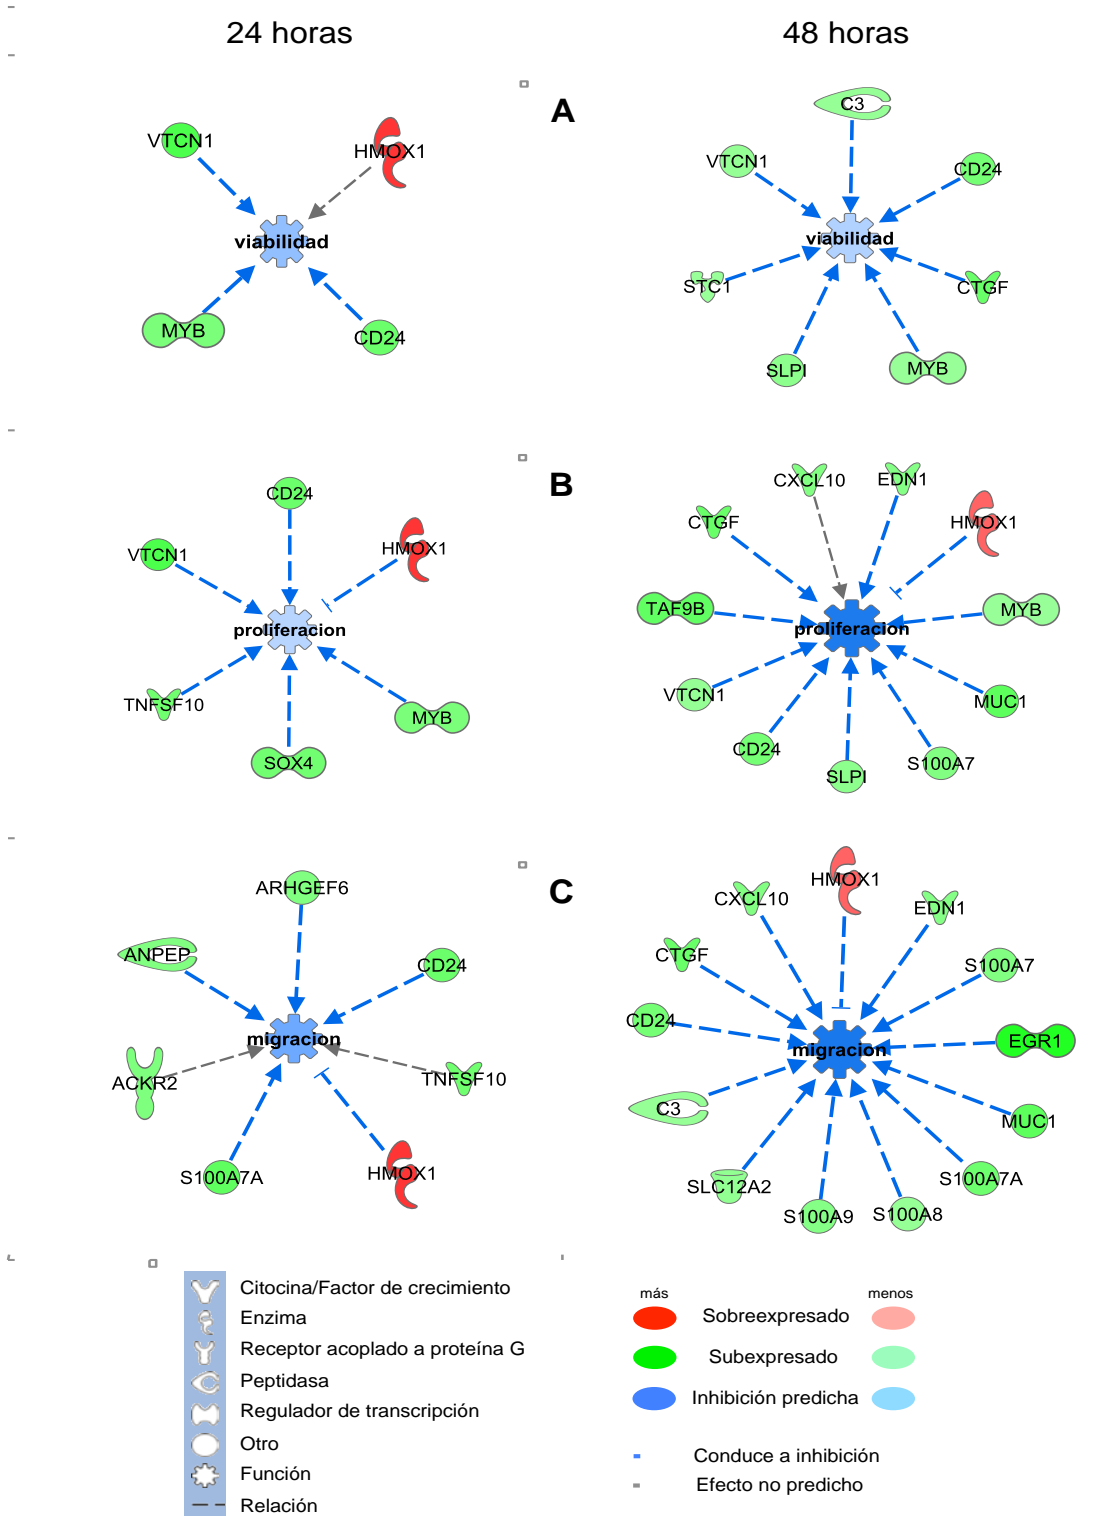 24 horas
48 horas
A
VTCN1
HMOX1
viabilidad
MYB
CD24
C3
VTCN1
CD24
viabilidad
STC1
CTGF
SLPI
MYB
B
CD24
VTCN1
HMOX1
proliferacion
TNFSF10
MYB
SOX4
CXCL10
EDN1
CTGF
HMOX1
TAF9B
MYB
proliferacion
VTCN1
MUC1
CD24
SLPI
S100A7
C
ARHGEF6
ANPEP
CD24
migracion
ACKR2
TNFSF10
S100A7A
HMOX1
HMOX1
CXCL10
EDN1
CTGF
S100A7
CD24
EGR1
migracion
C3
MUC1
SLC12A2
S100A7A
S100A9
S100A8
Citocina/Factor de crecimiento
Enzima
Receptor acoplado a proteína G
Peptidasa
Regulador de transcripción
Otro
Función
Relación
más
menos
Sobreexpresado
Subexpresado
Inhibición predicha
Conduce a inhibición
Efecto no predicho